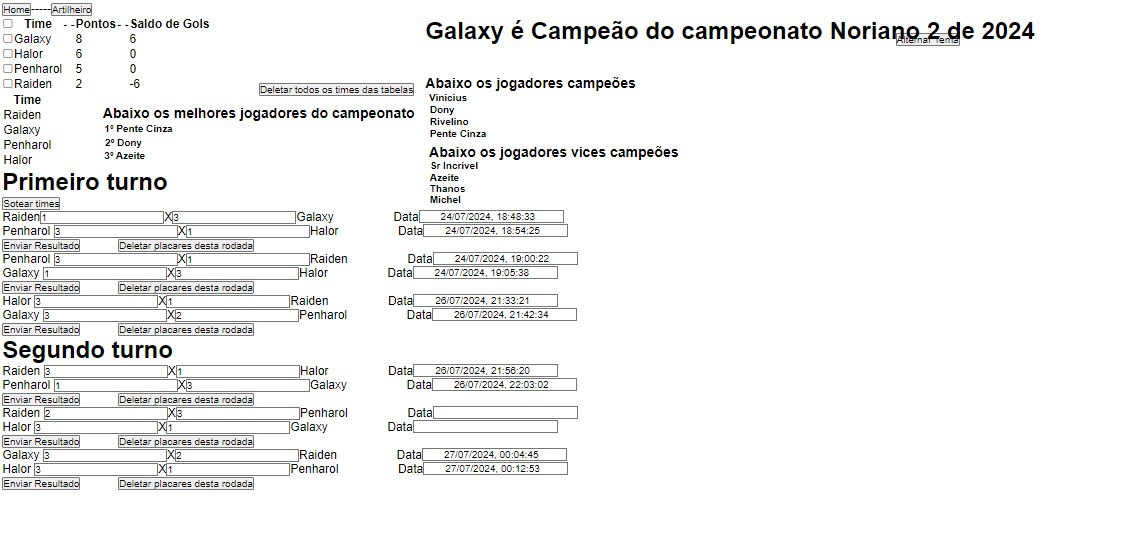 Home-----Artilheiro
Time - -Pontos- -Saldo de Gols
Galaxy 8 6
Halor 6 0
Penharol 5 0
Raiden 2 -6
Deletar todos os times das tabelas
Galaxy é Campeão do campeonato Noriano 2 de 2024
Alternar Tema
Abaixo os jogadores campeões
Vinicius
Dony
Rivelino
Pente Cinza
Abaixo os jogadores vices campeões
Sr Incrivel
Azeite
Thanos
Michel
Time
Raiden
Galaxy
Penharol
Halor
Abaixo os melhores jogadores do campeonato
1º Pente Cinza
2º Dony
3º Azeite
Primeiro turno
Sotear times
Raiden 1 X 3 Galaxy Data 24/07/2024, 18:48:33
Penharol 3 X 1 Halor Data 24/07/2024, 18:54:25
Enviar Resultado Deletar placares desta rodada
Penharol 3 X 1 Raiden Data 24/07/2024, 19:00:22
Galaxy 1 X 3 Halor Data 24/07/2024, 19:05:38
Enviar Resultado Deletar placares desta rodada
Halor 3 X 1 Raiden Data 26/07/2024, 21:33:21
Galaxy 3 X 2 Penharol Data 26/07/2024, 21:42:34
Enviar Resultado Deletar placares desta rodada
Segundo turno
Raiden 3 X 1 Halor Data 26/07/2024, 21:56:20
Penharol 1 X 3 Galaxy Data 26/07/2024, 22:03:02
Enviar Resultado Deletar placares desta rodada
Raiden 2 X 3 Penharol Data
Halor 3 X 1 Galaxy Data
Enviar Resultado Deletar placares desta rodada
Galaxy 3 X 2 Raiden Data 27/07/2024, 00:04:45
Halor 3 X 1 Penharol Data 27/07/2024, 00:12:53
Enviar Resultado Deletar placares desta rodada